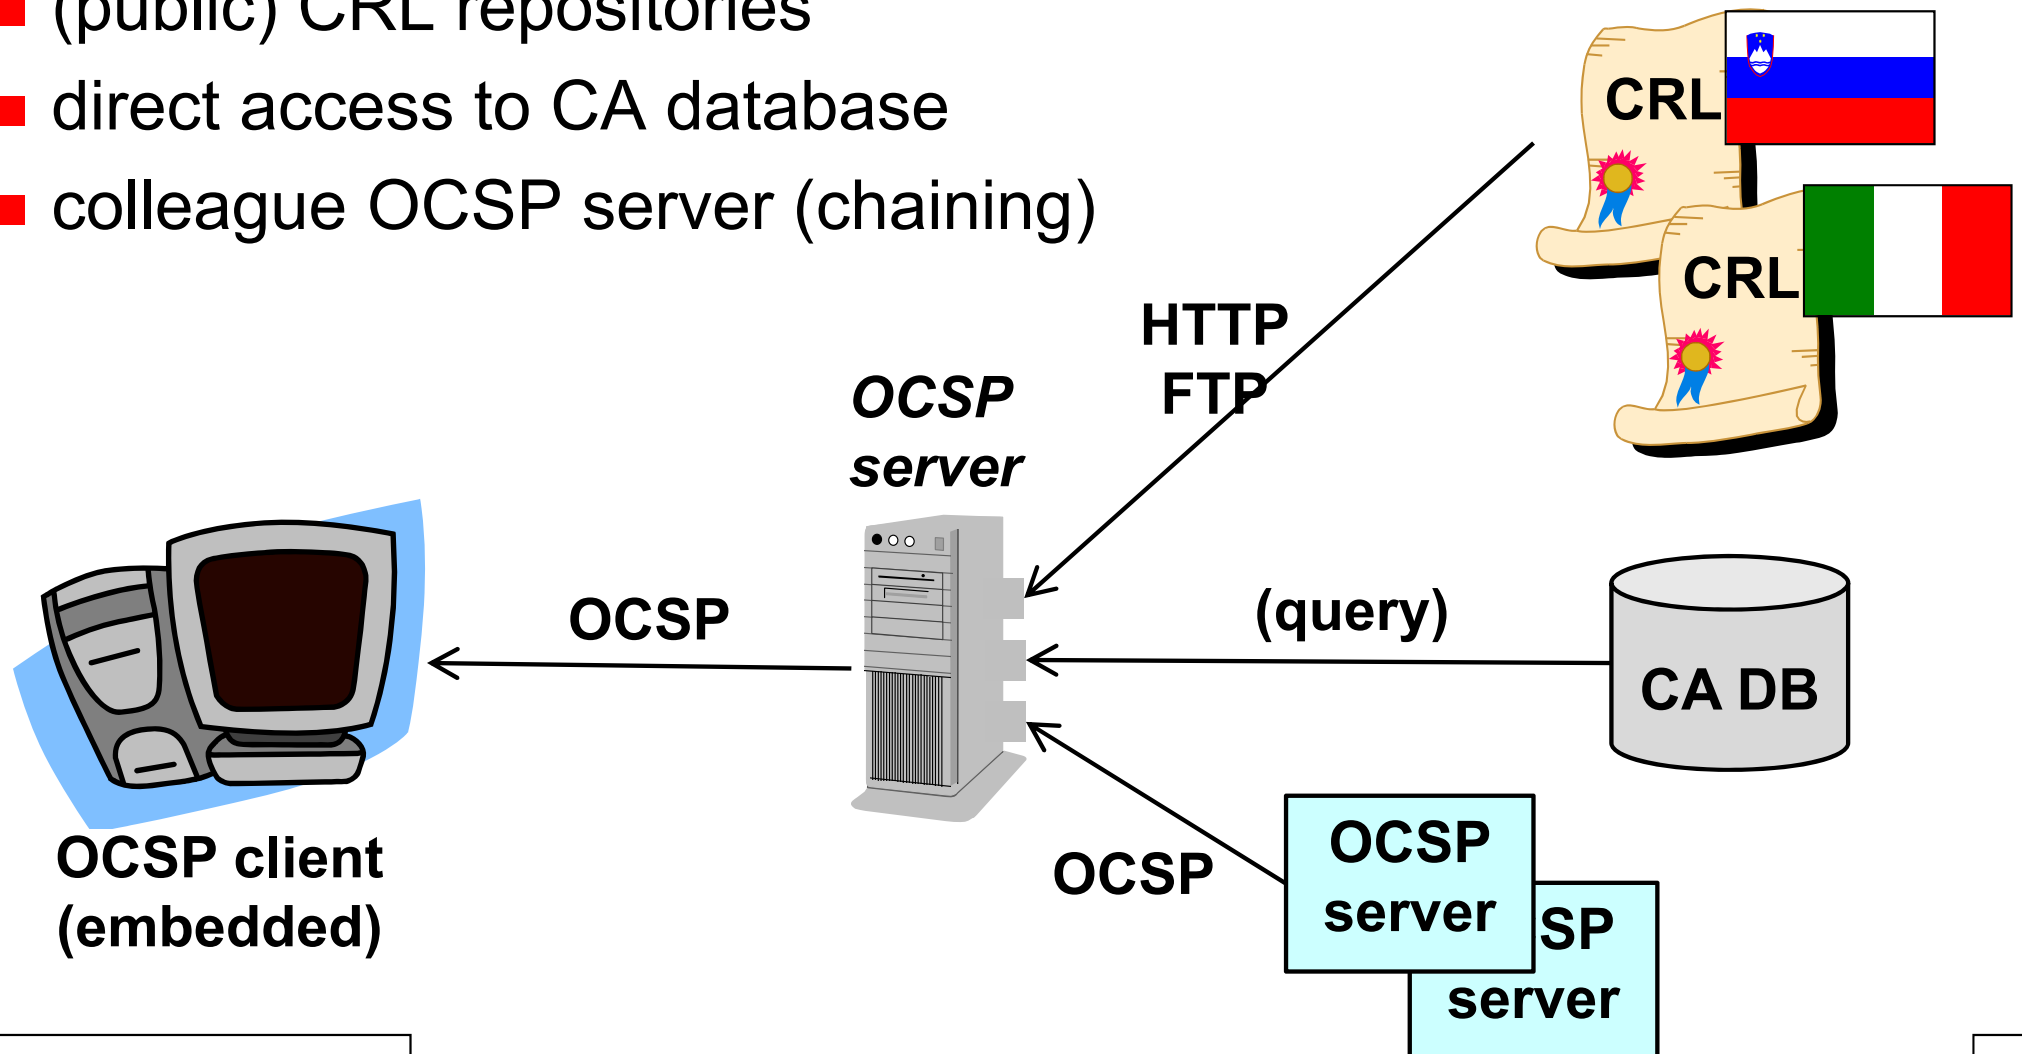 (public) CRL repositories
direct access to CA database
colleague OCSP server (chaining)
CRL
CRL
HTTP
FTP
OCSP
server
OCSP
(query)
CA DB
OCSP client
(embedded)
OCSP
OCSP
server
SP
server